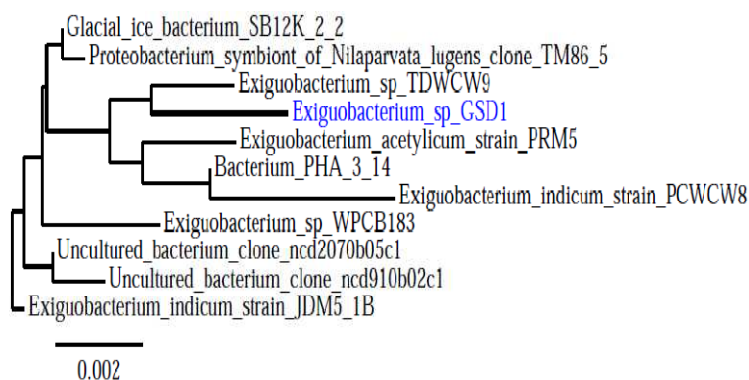 Glacial_ice_bacterium_SB12K_2_2
Proteobacterium_symbiont_of_Nilaparvata_lugens_clone_TM86_5
Exiguobacterium_sp_TDWCW9
Exiguobacterium_sp_GSD1
Exiguobacterium_acetylicum_strain_PRM5
Bacterium_PHA_3_14
Exiguobacterium_indicum_strain_PCWCW8
Exiguobacterium_sp_WPCB183
Uncultured_bacterium_clone_ncd2070b05c1
Uncultured_bacterium_clone_ncd910b02c1
Exiguobacterium_indicum_strain_JDM5_1B
0.002